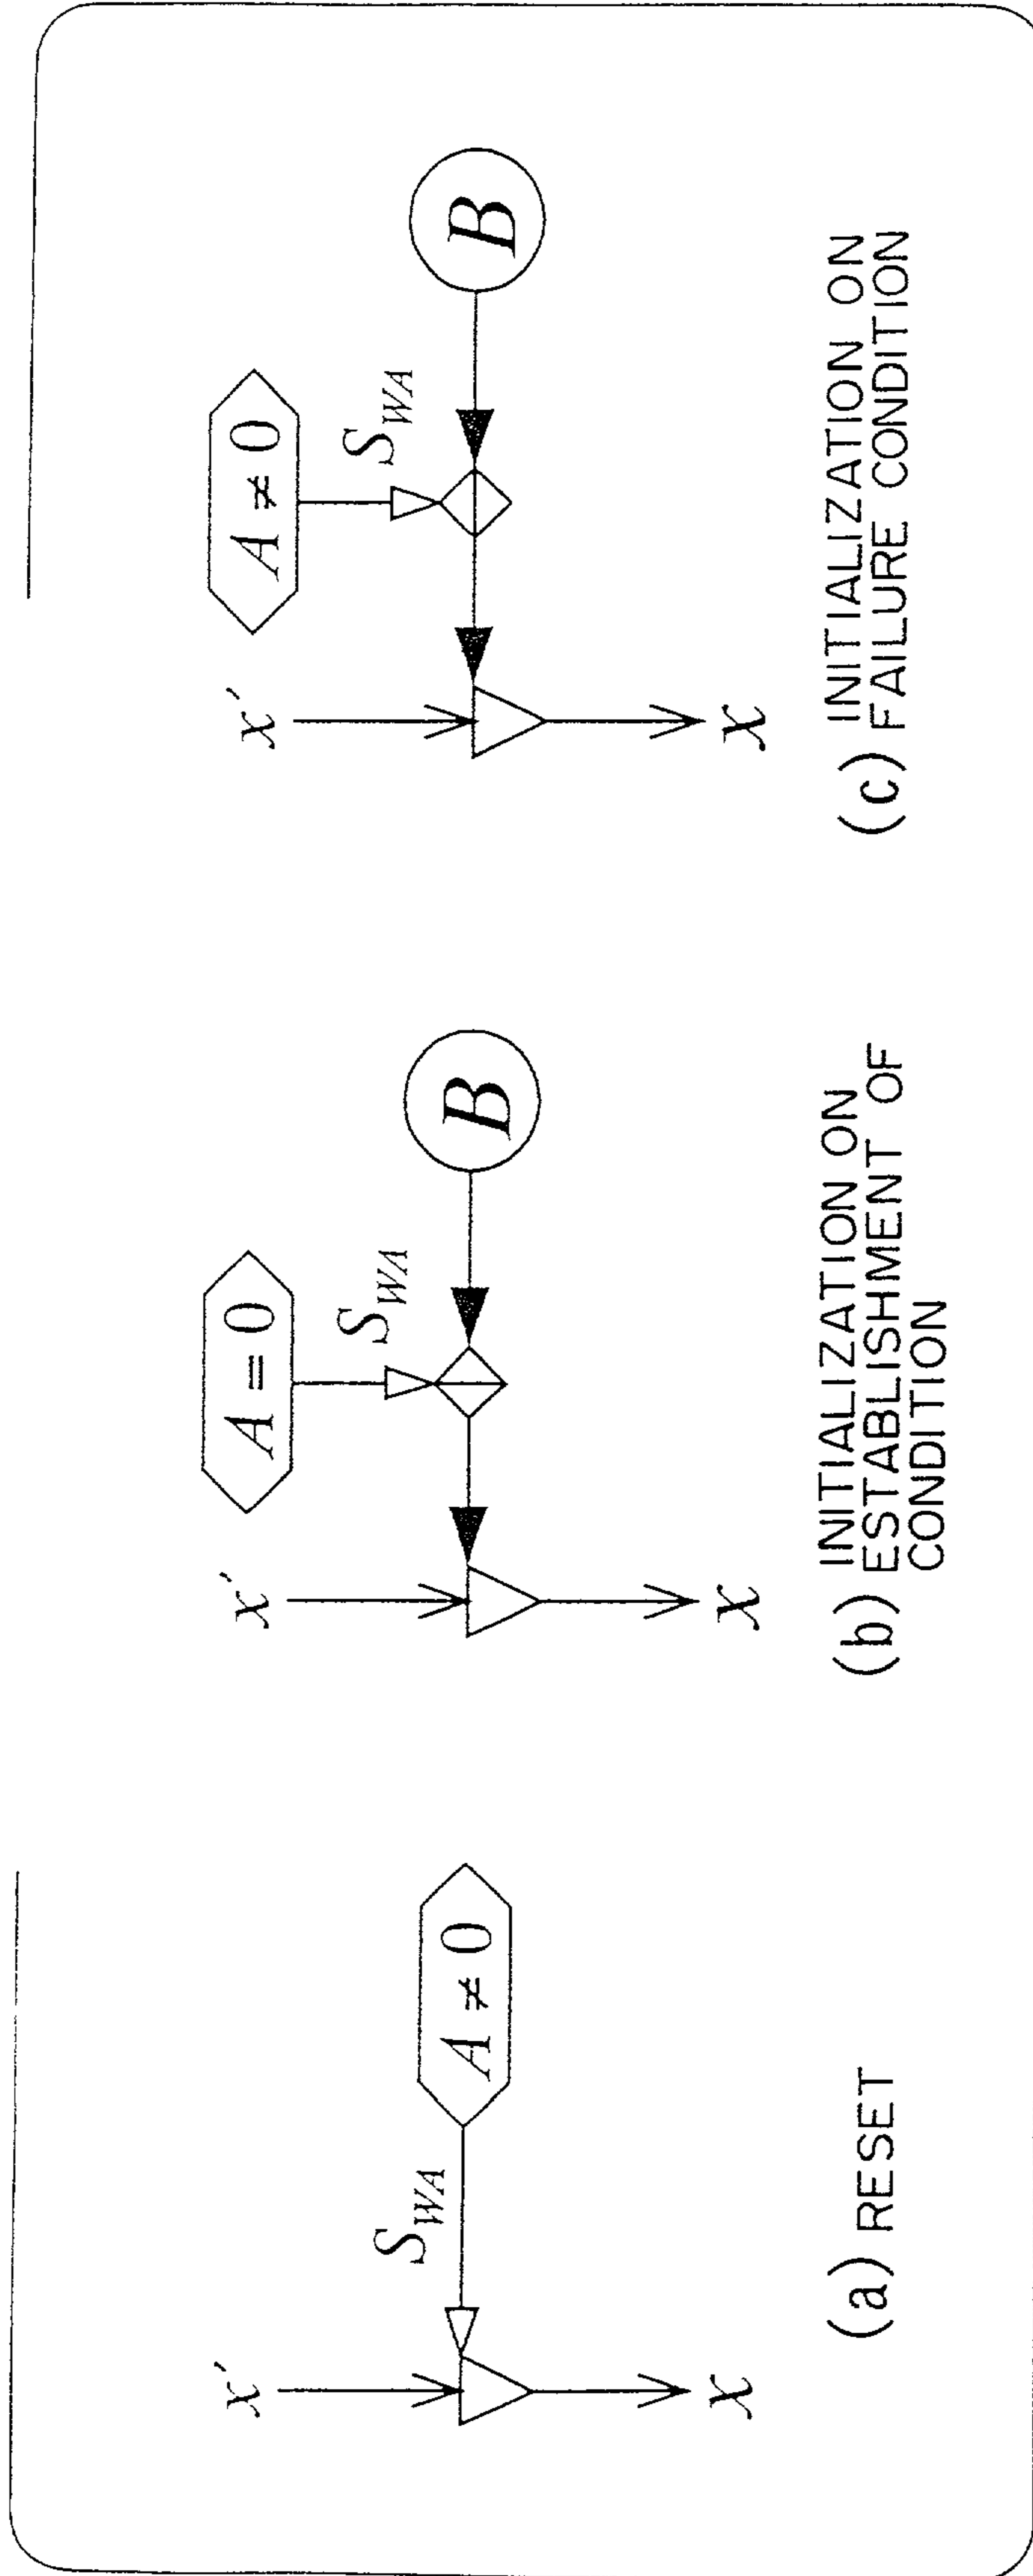 x′
S_WA
A ≠ 0
x
(a) RESET
x′
A = 0
S_WA
B
x
(b) INITIALIZATION ON
ESTABLISHMENT OF
CONDITION
x′
A ≠ 0
S_WA
B
x
(c) INITIALIZATION ON
FAILURE CONDITION